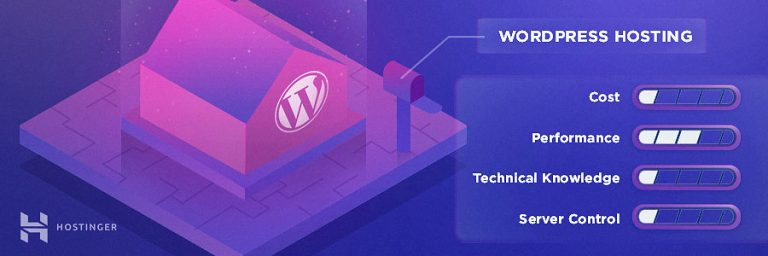 WORDPRESS HOSTING
Cost
Performance
Technical Knowledge
Server Control
W
HOSTINGER